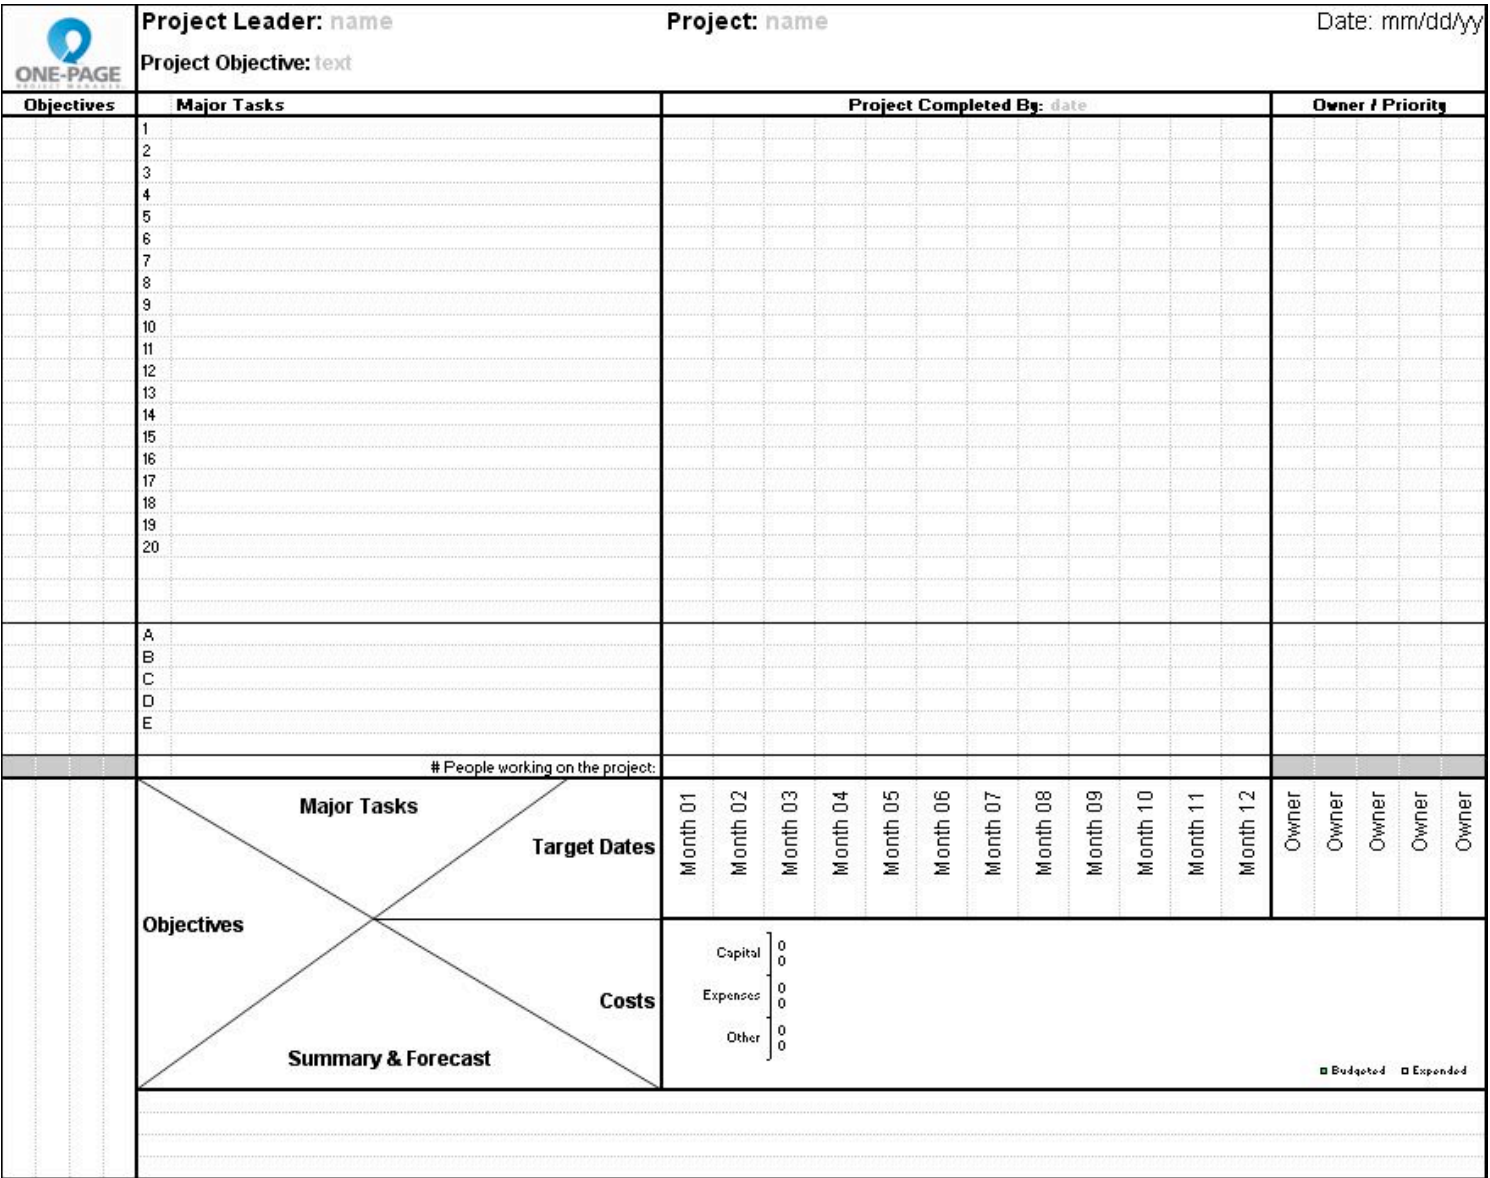 Project Leader: name Project: name Date: mm/dd/yy
ONE-PAGE
PROJECT MANAGER
Project Objective: text
Objectives Major Tasks Project Completed By: date Owner / Priority
1
2
3
4
5
6
7
8
9
10
11
12
13
14
15
16
17
18
19
20
A
B
C
D
E
# People working on the project:
Major Tasks
Target Dates
Objectives
Costs
Summary & Forecast
Month 01
Month 02
Month 03
Month 04
Month 05
Month 06
Month 07
Month 08
Month 09
Month 10
Month 11
Month 12
Owner
Owner
Owner
Owner
Owner
Capital 0
0
Expenses 0
0
Other 0
0
Budgeted Expended